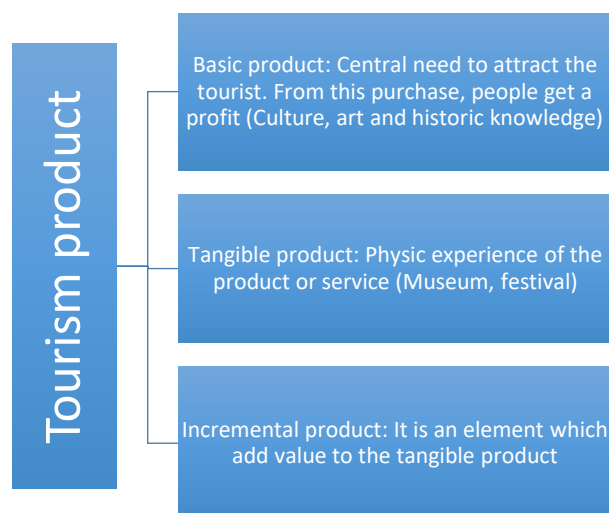 Tourism product
Basic product: Central need to attract the
tourist. From this purchase, people get a
profit (Culture, art and historic knowledge)
Tangible product: Physic experience of the
product or service (Museum, festival)
Incremental product: It is an element which
add value to the tangible product